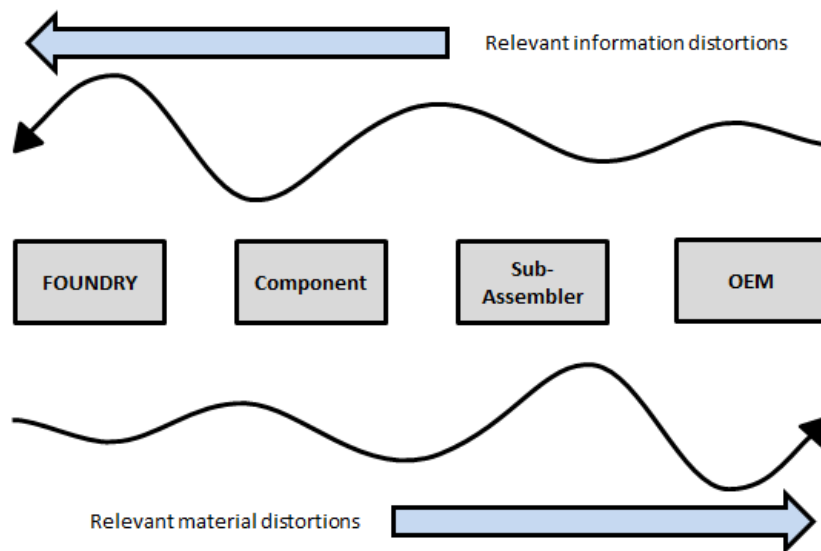 Relevant information distortions
FOUNDRY
Component
Sub-
Assembler
OEM
Relevant material distortions